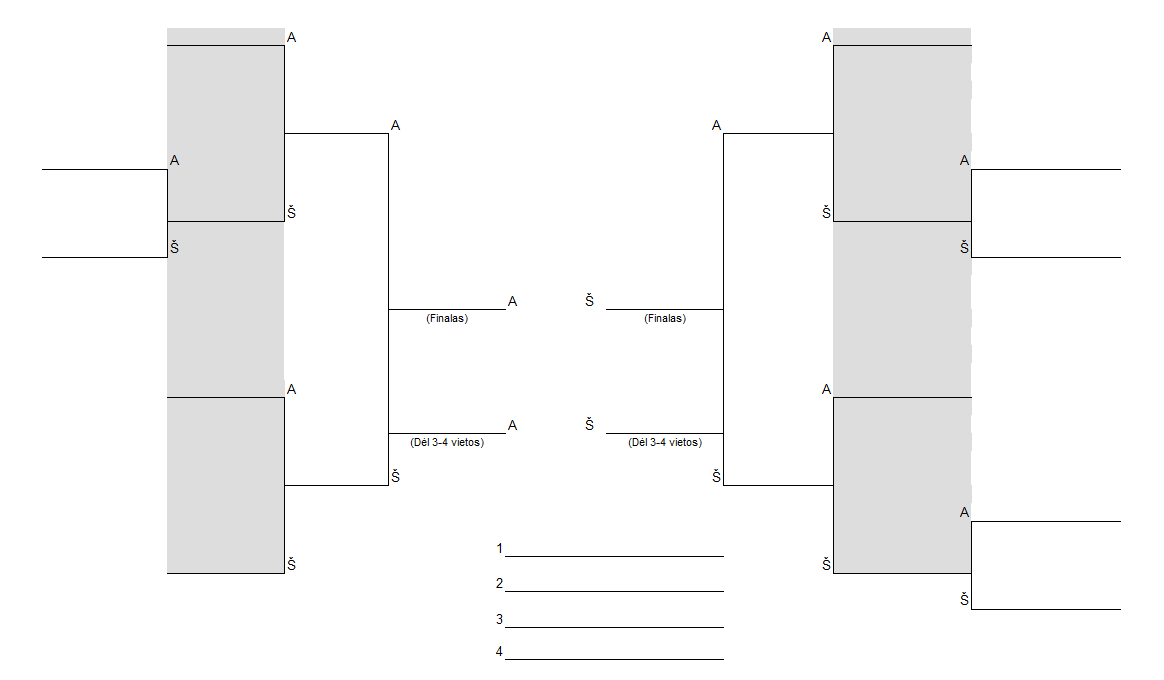 A A
A A
A A
Š Š
Š Š
A Š
(Finalas) (Finalas)
A A
A Š
(Dėl 3-4 vietos) (Dėl 3-4 vietos)
Š Š
A
1
Š Š
2
Š
3
4